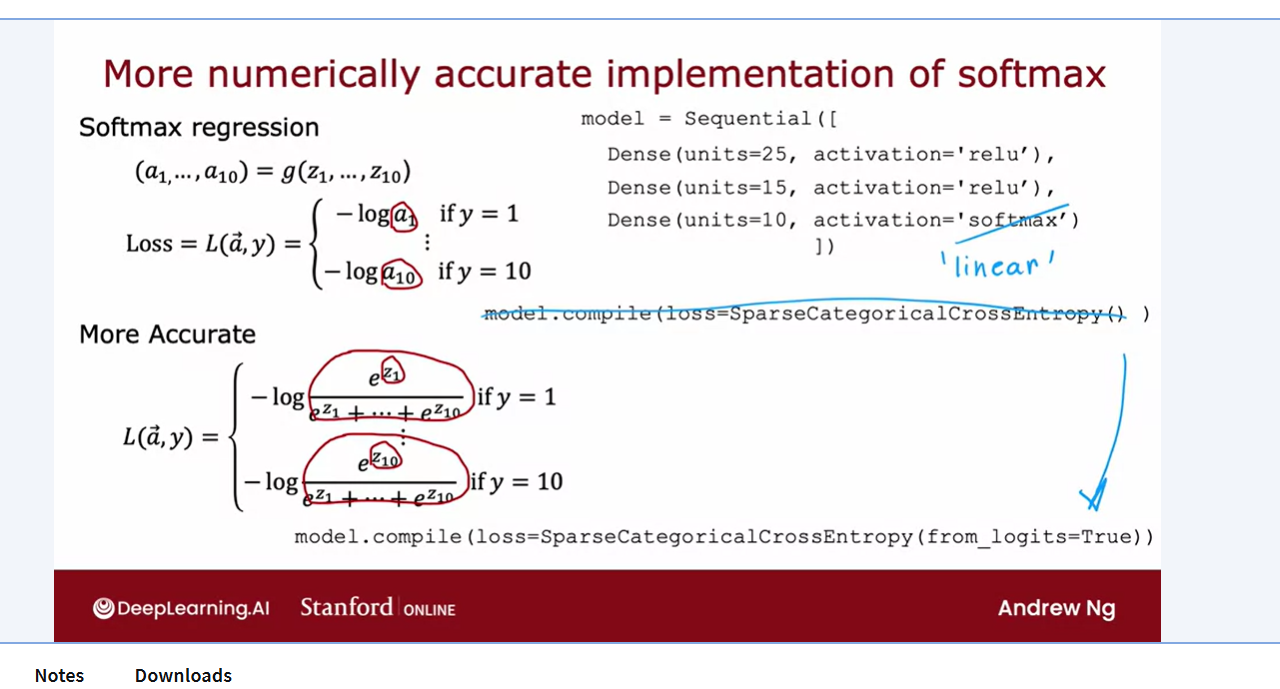 More numerically accurate implementation of softmax
Softmax regression
(a₁,...,a₁₀) = g(z₁,...,z₁₀)
Loss = L(a⃗, y) = { − log a₁ if y = 1
⋮
− log a₁₀ if y = 10
model = Sequential([
Dense(units=25, activation='relu'),
Dense(units=15, activation='relu'),
Dense(units=10, activation='softmax')
])
'linear'
model.compile(loss=SparseCategoricalCrossEntropy() )
More Accurate
L(a⃗, y) = { − log e^z₁ / (e^z₁ + ⋯ + e^z₁₀) if y = 1
⋮
− log e^z₁₀ / (e^z₁ + ⋯ + e^z₁₀) if y = 10
model.compile(loss=SparseCategoricalCrossEntropy(from_logits=True))
DeepLearning.AI Stanford ONLINE Andrew Ng
Notes Downloads